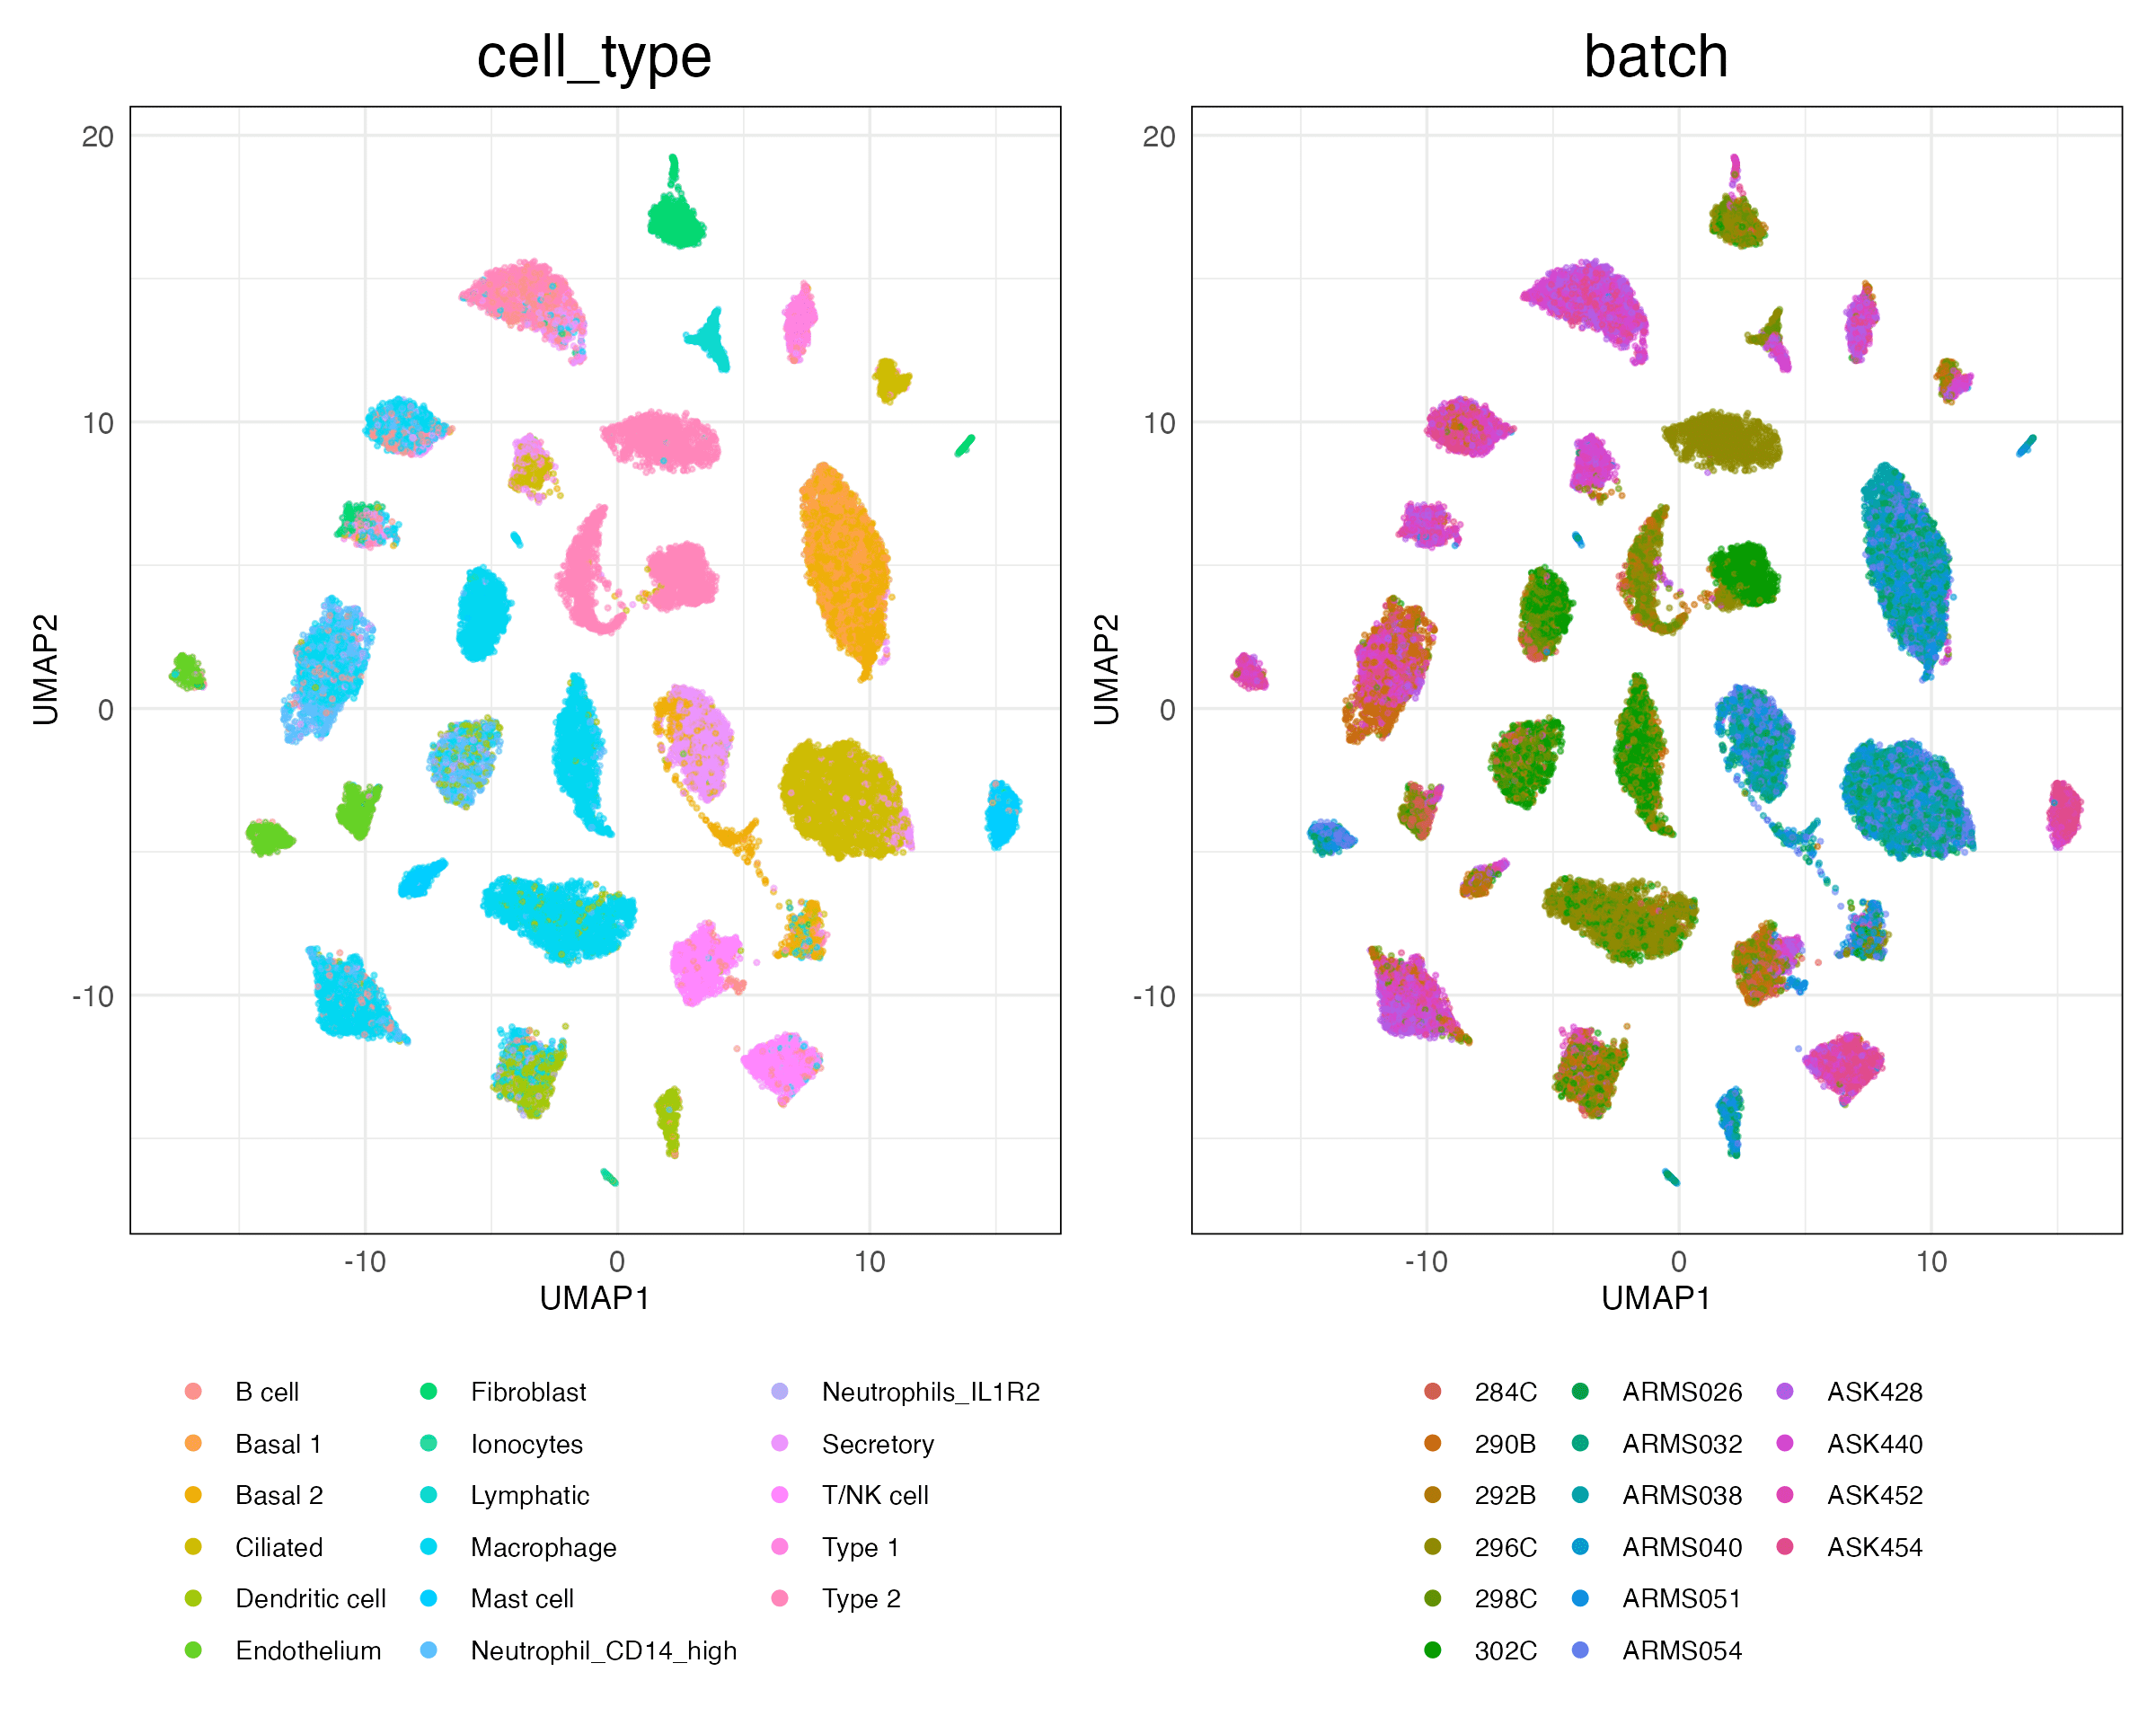 cell_type
batch
20
10
0
-10
UMAP2
-10 0 10
UMAP1
20
10
0
-10
UMAP2
-10 0 10
UMAP1
B cell
Basal 1
Basal 2
Ciliated
Dendritic cell
Endothelium
Fibroblast
Ionocytes
Lymphatic
Macrophage
Mast cell
Neutrophil_CD14_high
Neutrophils_IL1R2
Secretory
T/NK cell
Type 1
Type 2
284C
290B
292B
296C
298C
302C
ARMS026
ARMS032
ARMS038
ARMS040
ARMS051
ARMS054
ASK428
ASK440
ASK452
ASK454